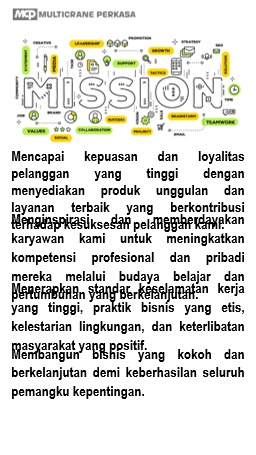 MCP MULTICRANE PERKASA
PROMOTION
CREATIVE
LEADERSHIP
STRATEGY
SEO
GROWTH
SUPPORT
TACTICS
MEDIA
MISSION
TIME
JOB
BRAND
SUCCESS
GOAL
BRAINSTORM
TEAMWORK
VALUES
COLLABORATION
PROJECT
SOCIAL
Mencapai kepuasan dan loyalitas
pelanggan yang tinggi dengan
menyediakan produk unggulan dan
layanan terbaik yang berkontribusi
terhadap kesuksesan pelanggan kami.
Menginspirasi dan memberdayakan
karyawan kami untuk meningkatkan
kompetensi profesional dan pribadi
mereka melalui budaya belajar dan
pertumbuhan yang berkelanjutan.
Menerapkan standar keselamatan kerja
yang tinggi, praktik bisnis yang etis,
kelestarian lingkungan, dan keterlibatan
masyarakat yang positif.
Membangun bisnis yang kokoh dan
berkelanjutan demi keberhasilan seluruh
pemangku kepentingan.